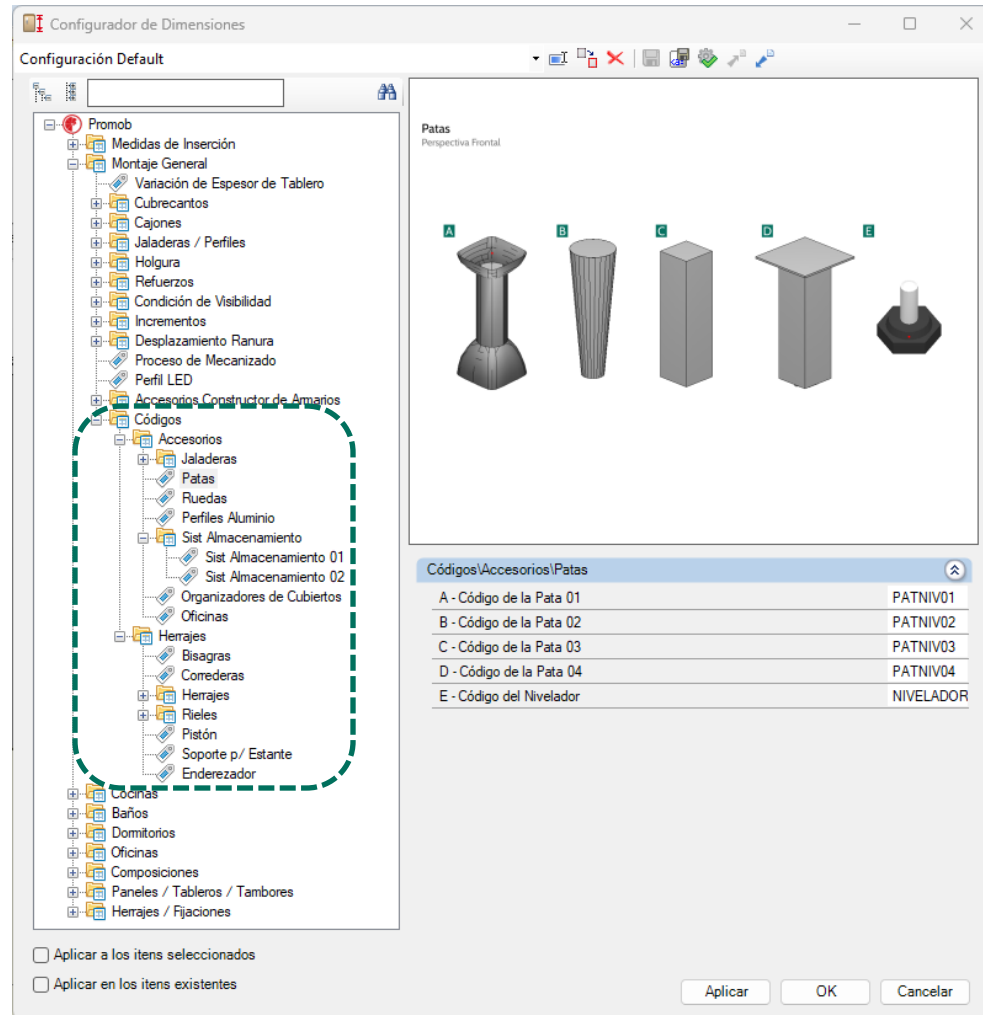 Configurador de Dimensiones
Configuración Default
Promob
Medidas de Inserción
Montaje General
Variación de Espesor de Tablero
Cubrecantos
Cajones
Jaladeras / Perfiles
Holgura
Refuerzos
Condición de Visibilidad
Incrementos
Desplazamiento Ranura
Proceso de Mecanizado
Perfil LED
Accesorios Constructor de Armarios
Códigos
Accesorios
Jaladeras
Patas
Ruedas
Perfiles Aluminio
Sist Almacenamiento
Sist Almacenamiento 01
Sist Almacenamiento 02
Organizadores de Cubiertos
Oficinas
Herrajes
Bisagras
Correderas
Herrajes
Rieles
Pistón
Soporte p/ Estante
Enderezador
Cocinas
Baños
Dormitorios
Oficinas
Composiciones
Paneles / Tableros / Tambores
Herrajes / Fijaciones
Patas
Perspectiva Frontal
A B C D E
Códigos\Accesorios\Patas
A - Código de la Pata 01 PATNIV01
B - Código de la Pata 02 PATNIV02
C - Código de la Pata 03 PATNIV03
D - Código de la Pata 04 PATNIV04
E - Código del Nivelador NIVELADOR
Aplicar a los itens seleccionados
Aplicar en los itens existentes
Aplicar OK Cancelar